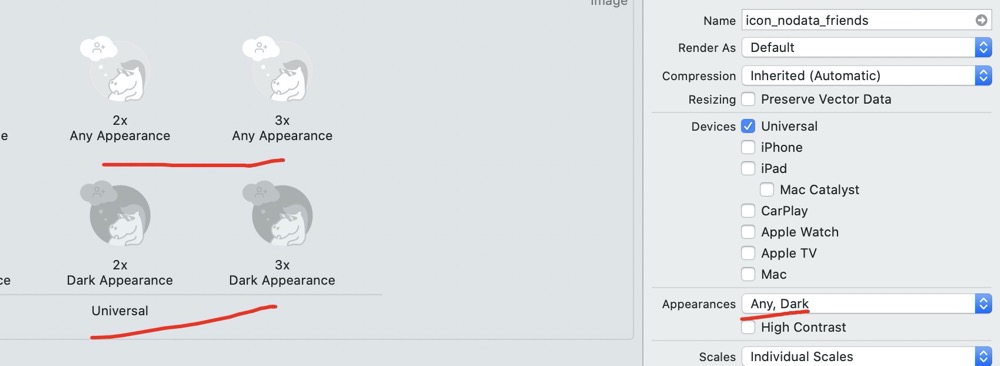 Image
2x
Any Appearance
3x
Any Appearance
e
2x
Dark Appearance
3x
Dark Appearance
ce
Universal
Name icon_nodata_friends
Render As Default
Compression Inherited (Automatic)
Resizing Preserve Vector Data
Devices Universal
iPhone
iPad
Mac Catalyst
CarPlay
Apple Watch
Apple TV
Mac
Appearances Any, Dark
High Contrast
Scales Individual Scales